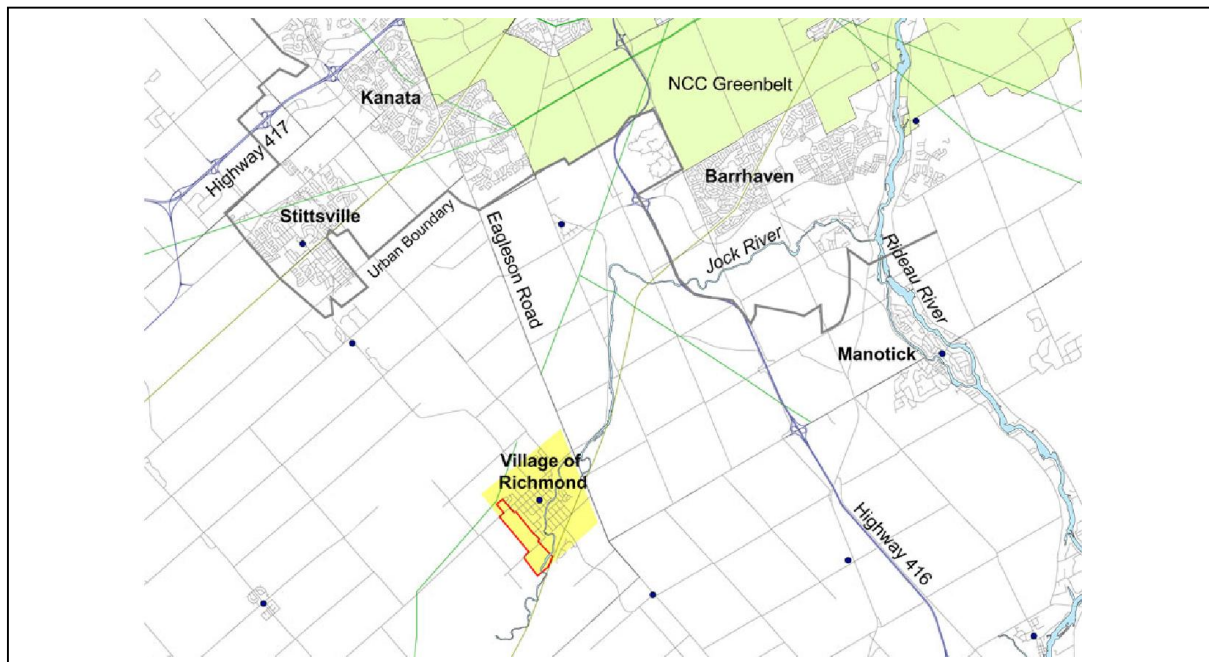 NCC Greenbelt
Kanata
Highway 417
Barrhaven
Stittsville
Urban Boundary
Eagleson Road
Jock River
Rideau River
Manotick
Village of
Richmond
Highway 416